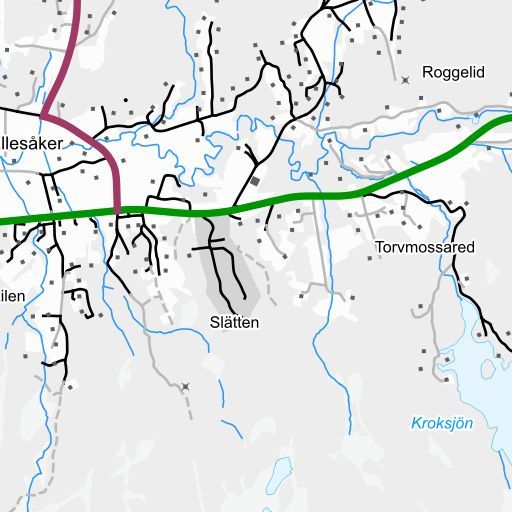 Roggelid
llesåker
Torvmossared
ilen
Slätten
Kroksjön